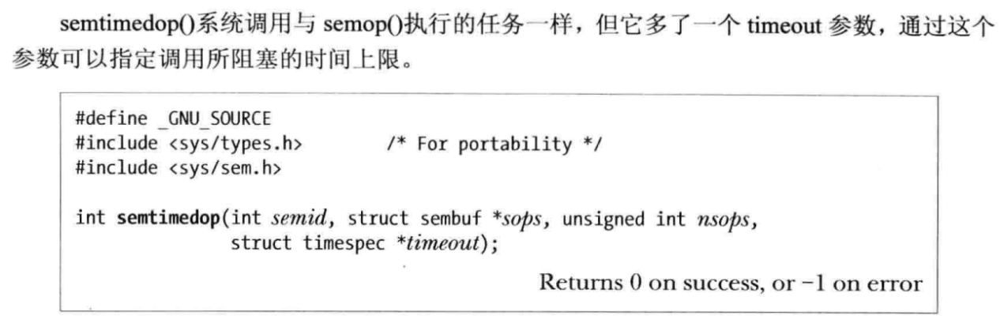 semtimedop()系统调用与 semop()执行的任务一样，但它多了一个 timeout 参数，通过这个
参数可以指定调用所阻塞的时间上限。
#define _GNU_SOURCE
#include <sys/types.h> /* For portability */
#include <sys/sem.h>
int semtimedop(int semid, struct sembuf *sops, unsigned int nsops,
struct timespec *timeout);
Returns 0 on success, or −1 on error